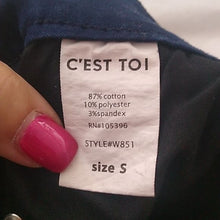 C'EST TOI
87% cotton
10% polyester
3%spandex
RN#105396
STYLE#W851
size S